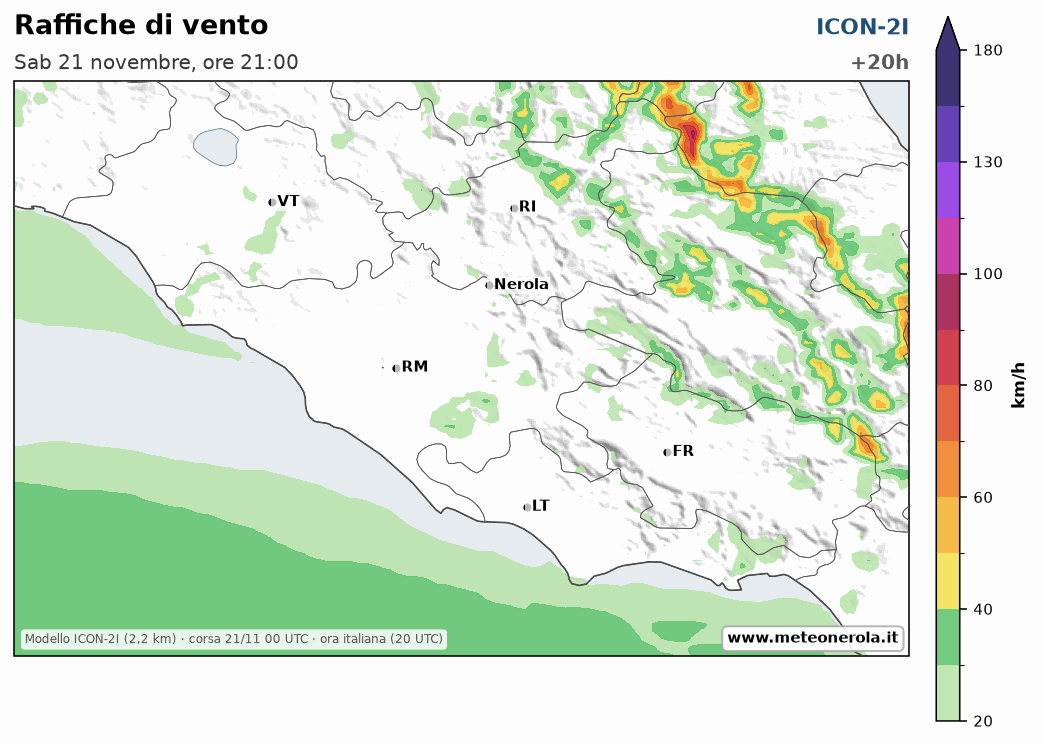 Raffiche di vento
ICON-2I
Sab 21 novembre, ore 21:00
+20h
VT
RI
Nerola
RM
FR
LT
Modello ICON-2I (2,2 km) · corsa 21/11 00 UTC · ora italiana (20 UTC)
www.meteonerola.it
180
130
100
80
60
40
20
km/h